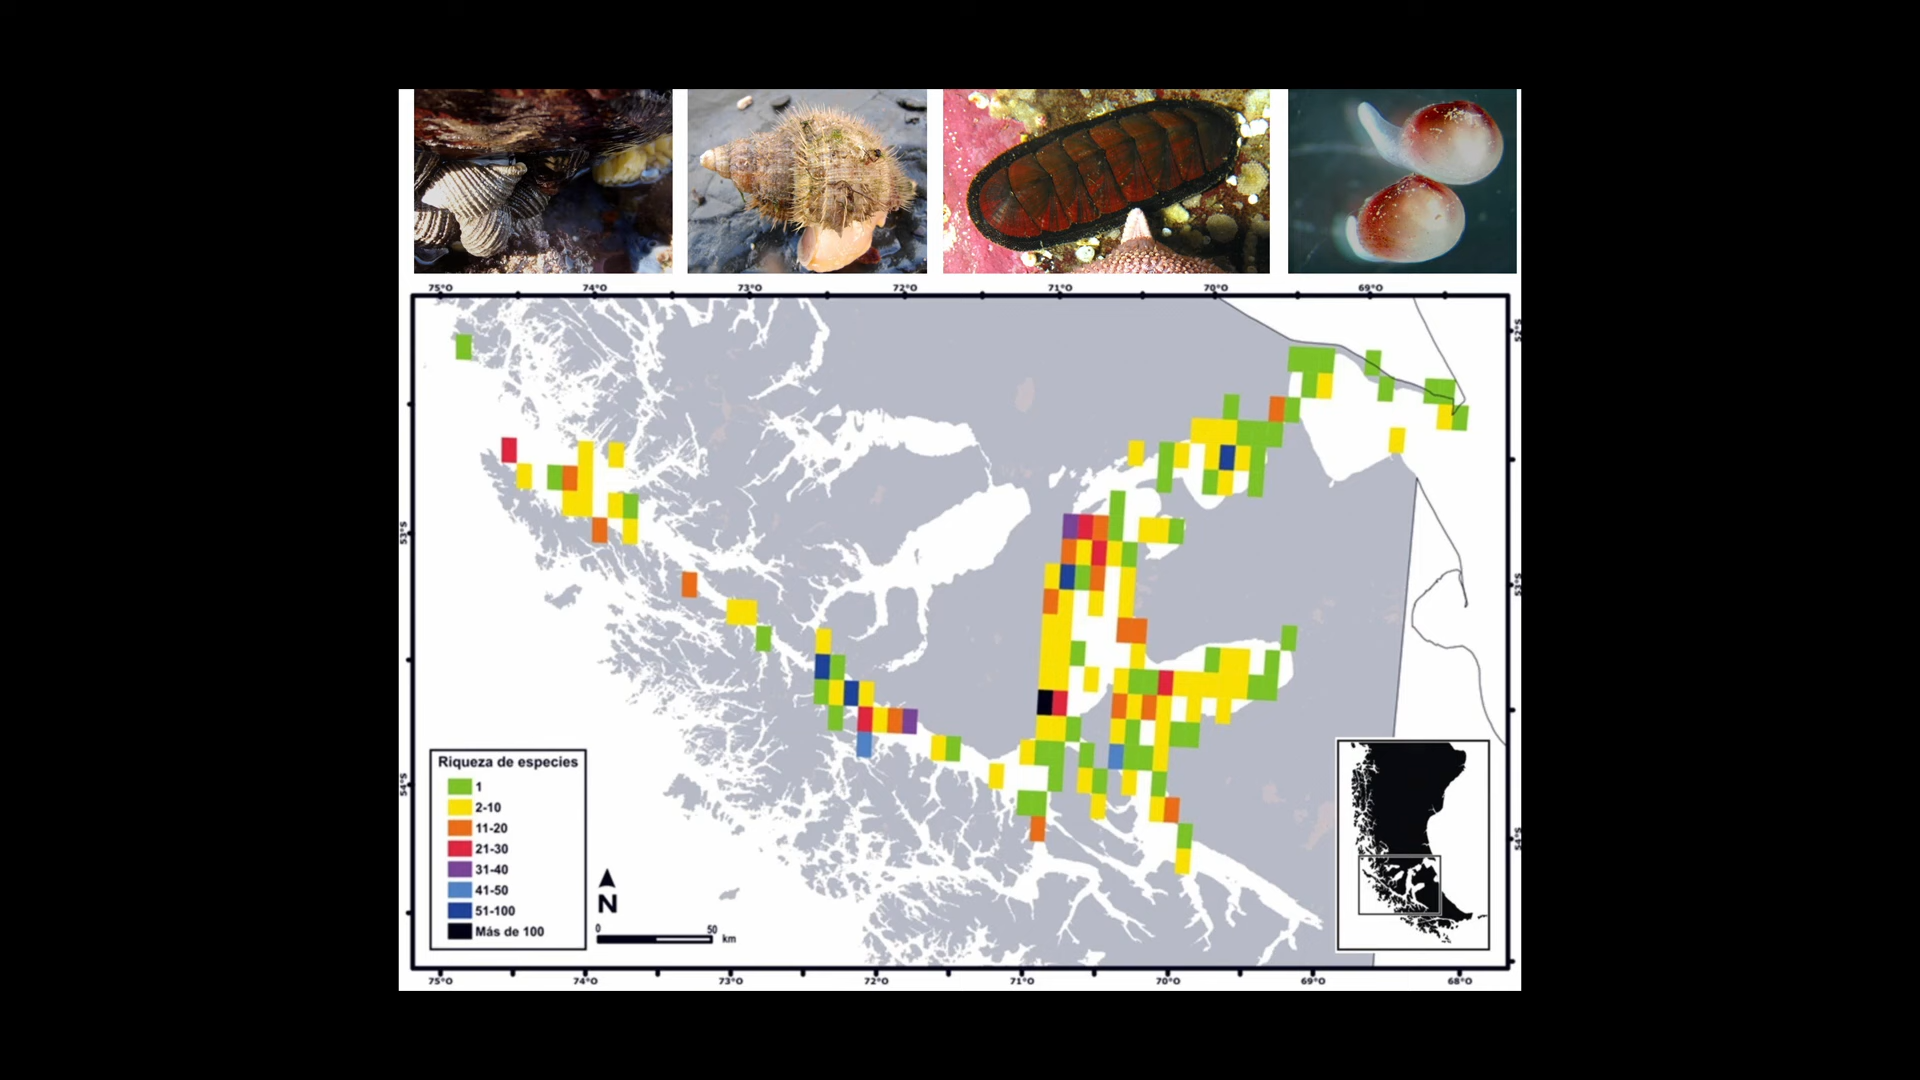 75°O 74°O 73°O 72°O 71°O 70°O 69°O
52°S
53°S
53°S
54°S
54°S
Riqueza de especies
1
2-10
11-20
21-30
31-40
41-50
51-100
Más de 100
N
0 50 km
75°O 74°O 73°O 72°O 71°O 70°O 69°O 68°O